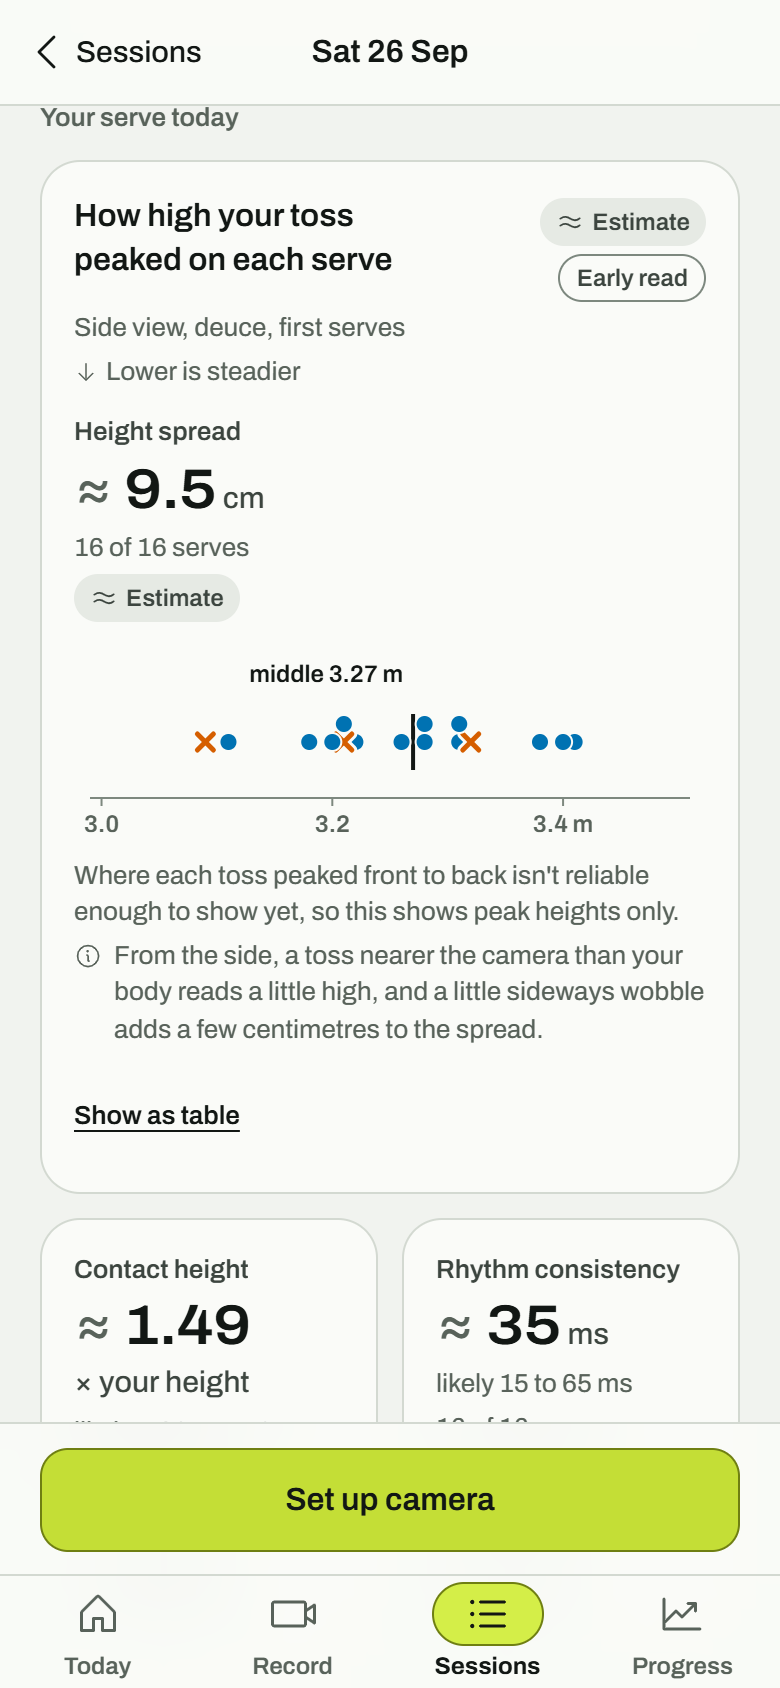 Sessions
Sat 26 Sep
Your serve today
How high your toss
peaked on each serve
≈ Estimate
Early read
Side view, deuce, first serves
↓ Lower is steadier
Height spread
≈ 9.5 cm
16 of 16 serves
≈ Estimate
middle 3.27 m
3.0 3.2 3.4 m
Where each toss peaked front to back isn't reliable
enough to show yet, so this shows peak heights only.
From the side, a toss nearer the camera than your
body reads a little high, and a little sideways wobble
adds a few centimetres to the spread.
Show as table
Contact height
≈ 1.49
× your height
Rhythm consistency
≈ 35 ms
likely 15 to 65 ms
Set up camera
Today
Record
Sessions
Progress